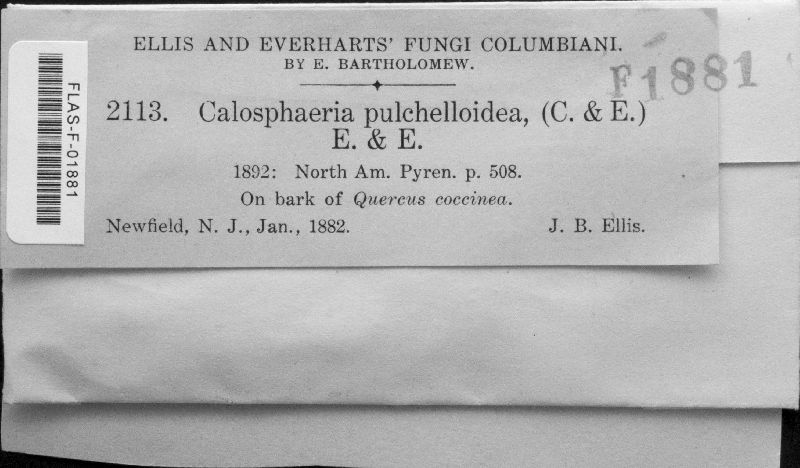 ELLIS AND EVERHARTS' FUNGI COLUMBIANI.
BY E. BARTHOLOMEW.
F1881
2113. Calosphaeria pulchelloidea, (C. & E.)
E. & E.
1892: North Am. Pyren. p. 508.
On bark of Quercus coccinea.
Newfield, N. J., Jan., 1882. J. B. Ellis.
FLAS-F-01881